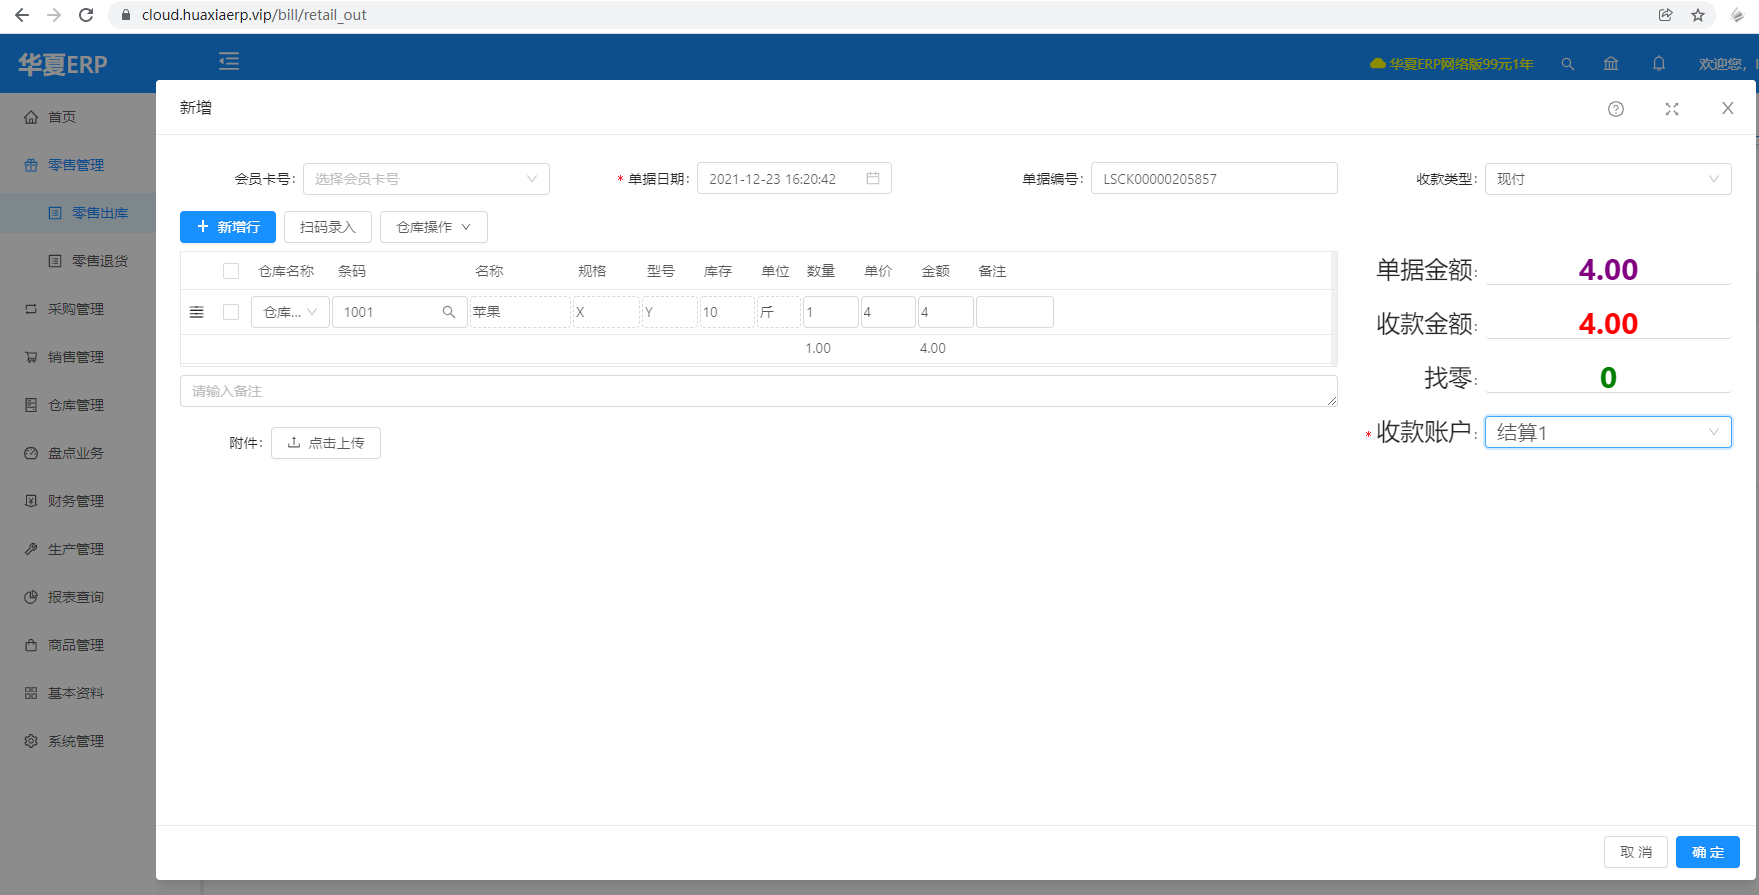 cloud.huaxiaerp.vip/bill/retail_out
华夏ERP
华夏ERP网络版99元1年
欢迎您,
首页
零售管理
零售出库
零售退货
采购管理
销售管理
仓库管理
盘点业务
财务管理
生产管理
报表查询
商品管理
基本资料
系统管理
新增
会员卡号: 选择会员卡号
* 单据日期: 2021-12-23 16:20:42
单据编号: LSCK00000205857
收款类型: 现付
新增行 扫码录入 仓库操作
仓库名称 条码 名称 规格 型号 库存 单位 数量 单价 金额 备注
仓库... 1001 苹果 X Y 10 斤 1 4 4
1.00 4.00
请输入备注
附件: 点击上传
单据金额: 4.00
收款金额: 4.00
找零: 0
* 收款账户: 结算1
取 消 确 定